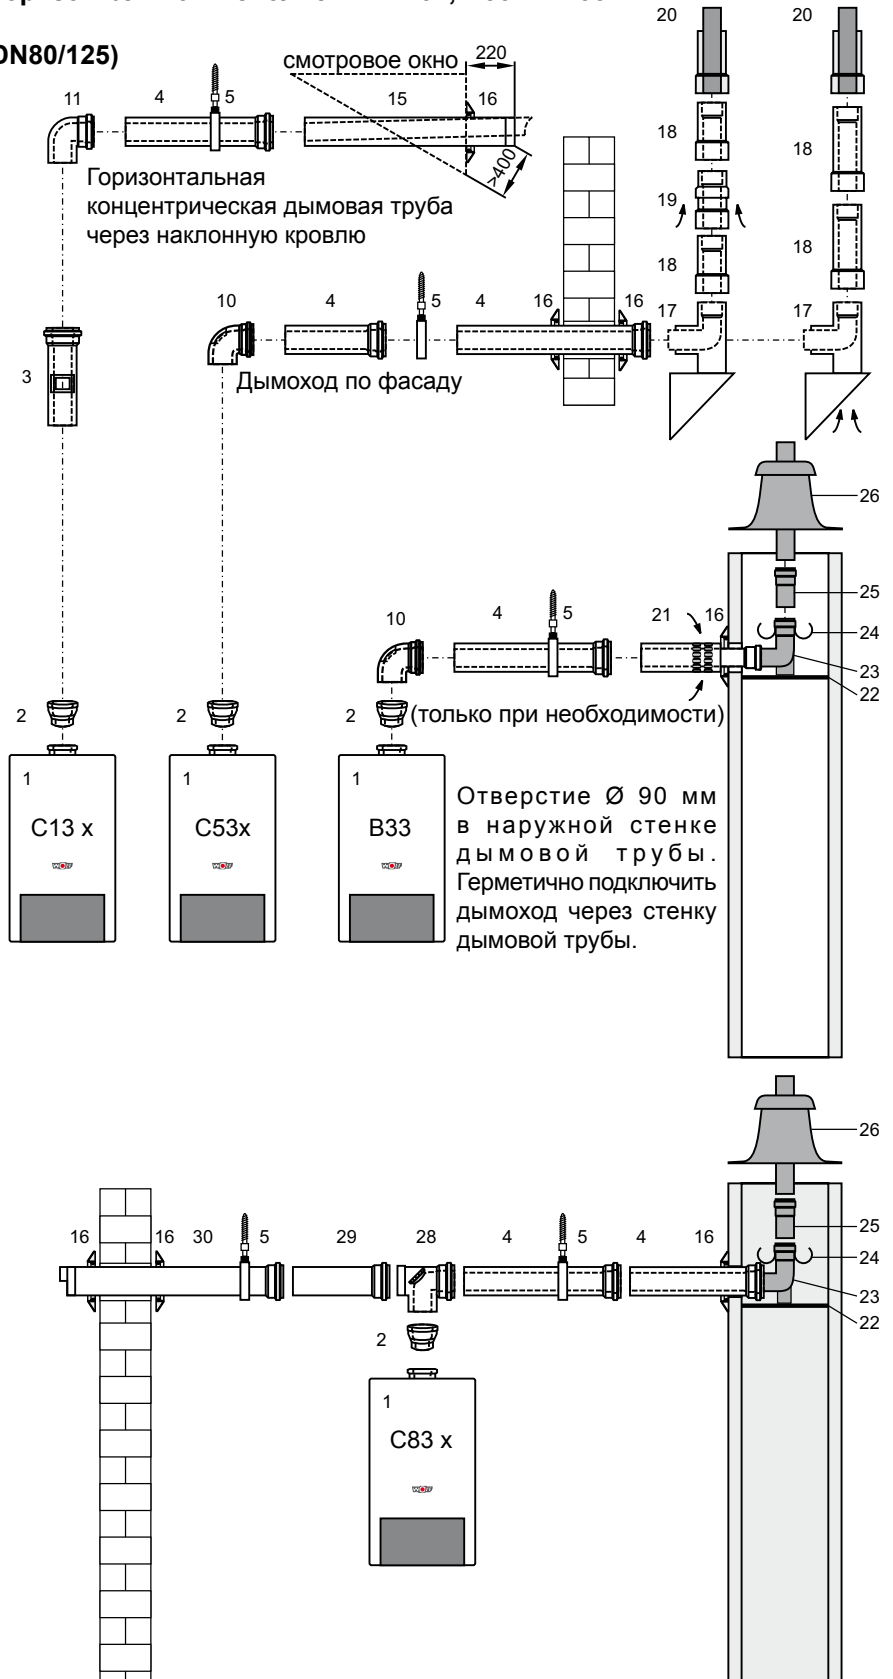 DN80/125)
20
20
смотровое окно
220
11
4
5
15
16
>400
18
18
Горизонтальная
концентрическая дымовая труба
через наклонную кровлю
19
18
18
10
4
5
4
16
16
17
17
3
Дымоход по фасаду
26
25
10
4
5
21
16
24
23
22
2
2
2
(только при необходимости)
1
1
1
C13 x
C53x
B33
WOLF
WOLF
WOLF
Отверстие Ø 90 мм
в наружной стенке
дымовой трубы.
Герметично подключить
дымоход через стенку
дымовой трубы.
26
16
16
30
5
29
28
4
5
4
16
25
24
23
22
2
1
C83 x
WOLF